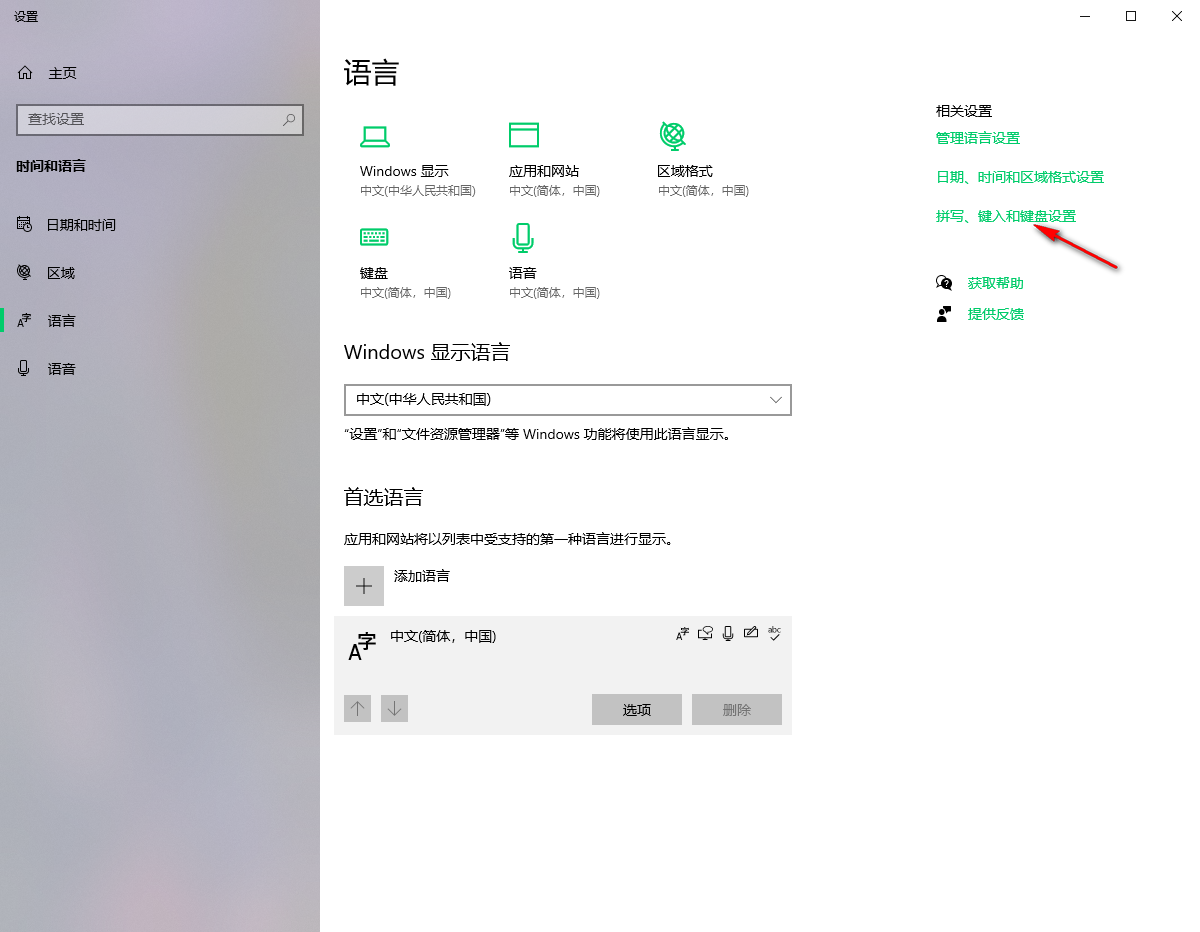 设置
主页
查找设置
时间和语言
日期和时间
区域
语言
语音
语言
Windows 显示
中文(中华人民共和国)
应用和网站
中文(简体，中国)
区域格式
中文(简体，中国)
键盘
中文(简体，中国)
语音
中文(简体，中国)
Windows 显示语言
中文(中华人民共和国)
“设置”和“文件资源管理器”等 Windows 功能将使用此语言显示。
首选语言
应用和网站将以列表中受支持的第一种语言进行显示。
添加语言
A字
中文(简体，中国)
A字
abc
选项
删除
相关设置
管理语言设置
日期、时间和区域格式设置
拼写、键入和键盘设置
获取帮助
提供反馈